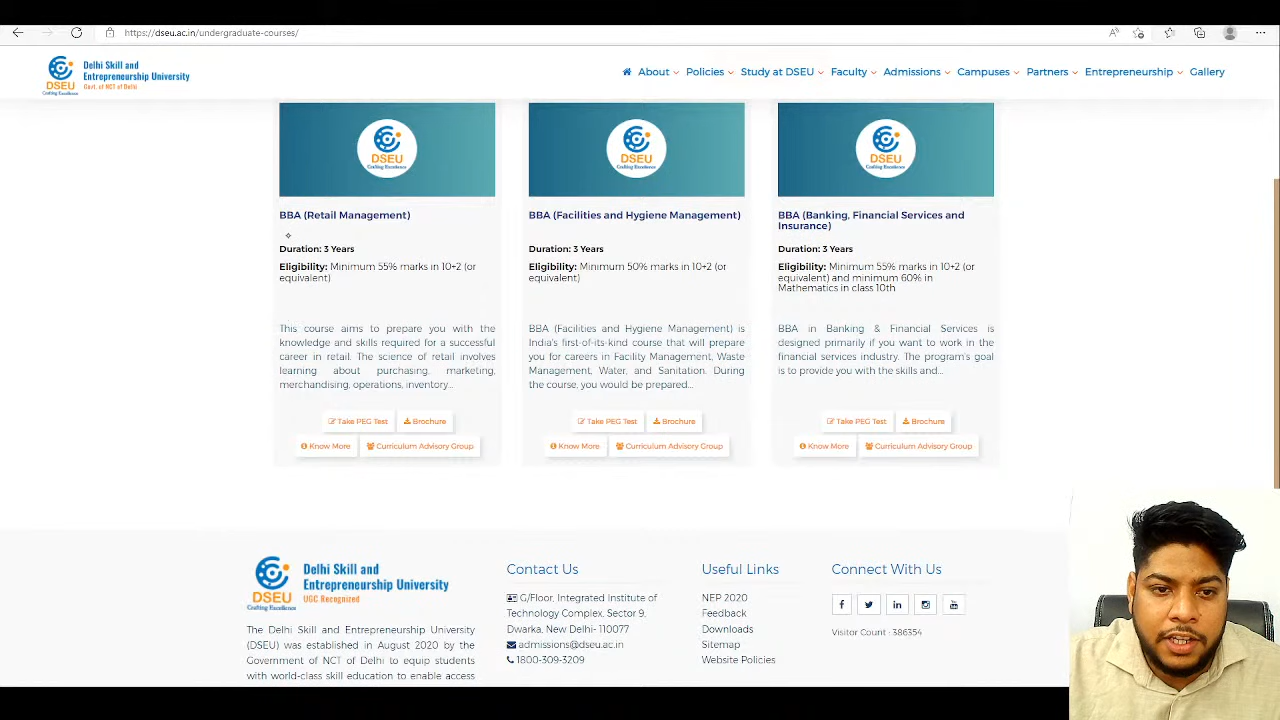 https://dseu.ac.in/undergraduate-courses/
DSEU
Crafting Excellence
Delhi Skill and
Entrepreneurship University
Govt. of NCT of Delhi
About Policies Study at DSEU Faculty Admissions Campuses Partners Entrepreneurship Gallery
DSEU
Crafting Excellence
BBA (Retail Management)
Duration: 3 Years
Eligibility: Minimum 55% marks in 10+2 (or
equivalent)
This course aims to prepare you with the
knowledge and skills required for a successful
career in retail. The science of retail involves
learning about purchasing, marketing,
merchandising, operations, inventory...
Take PEG Test Brochure
Know More Curriculum Advisory Group
DSEU
Crafting Excellence
BBA (Facilities and Hygiene Management)
Duration: 3 Years
Eligibility: Minimum 50% marks in 10+2 (or
equivalent)
BBA (Facilities and Hygiene Management) is
India's first-of-its-kind course that will prepare
you for careers in Facility Management, Waste
Management, Water, and Sanitation. During
the course, you would be prepared...
Take PEG Test Brochure
Know More Curriculum Advisory Group
DSEU
Crafting Excellence
BBA (Banking, Financial Services and
Insurance)
Duration: 3 Years
Eligibility: Minimum 55% marks in 10+2 (or
equivalent) and minimum 60% in
Mathematics in class 10th
BBA in Banking & Financial Services is
designed primarily if you want to work in the
financial services industry. The program's goal
is to provide you with the skills and...
Take PEG Test Brochure
Know More Curriculum Advisory Group
DSEU
Crafting Excellence
Delhi Skill and
Entrepreneurship University
UGC Recognized
The Delhi Skill and Entrepreneurship University
(DSEU) was established in August 2020 by the
Government of NCT of Delhi to equip students
with world-class skill education to enable access
Contact Us
G/Floor, Integrated Institute of
Technology Complex, Sector 9,
Dwarka, New Delhi- 110077
admissions@dseu.ac.in
1800-309-3209
Useful Links
NEP 2020
Feedback
Downloads
Sitemap
Website Policies
Connect With Us
Visitor Count : 386354